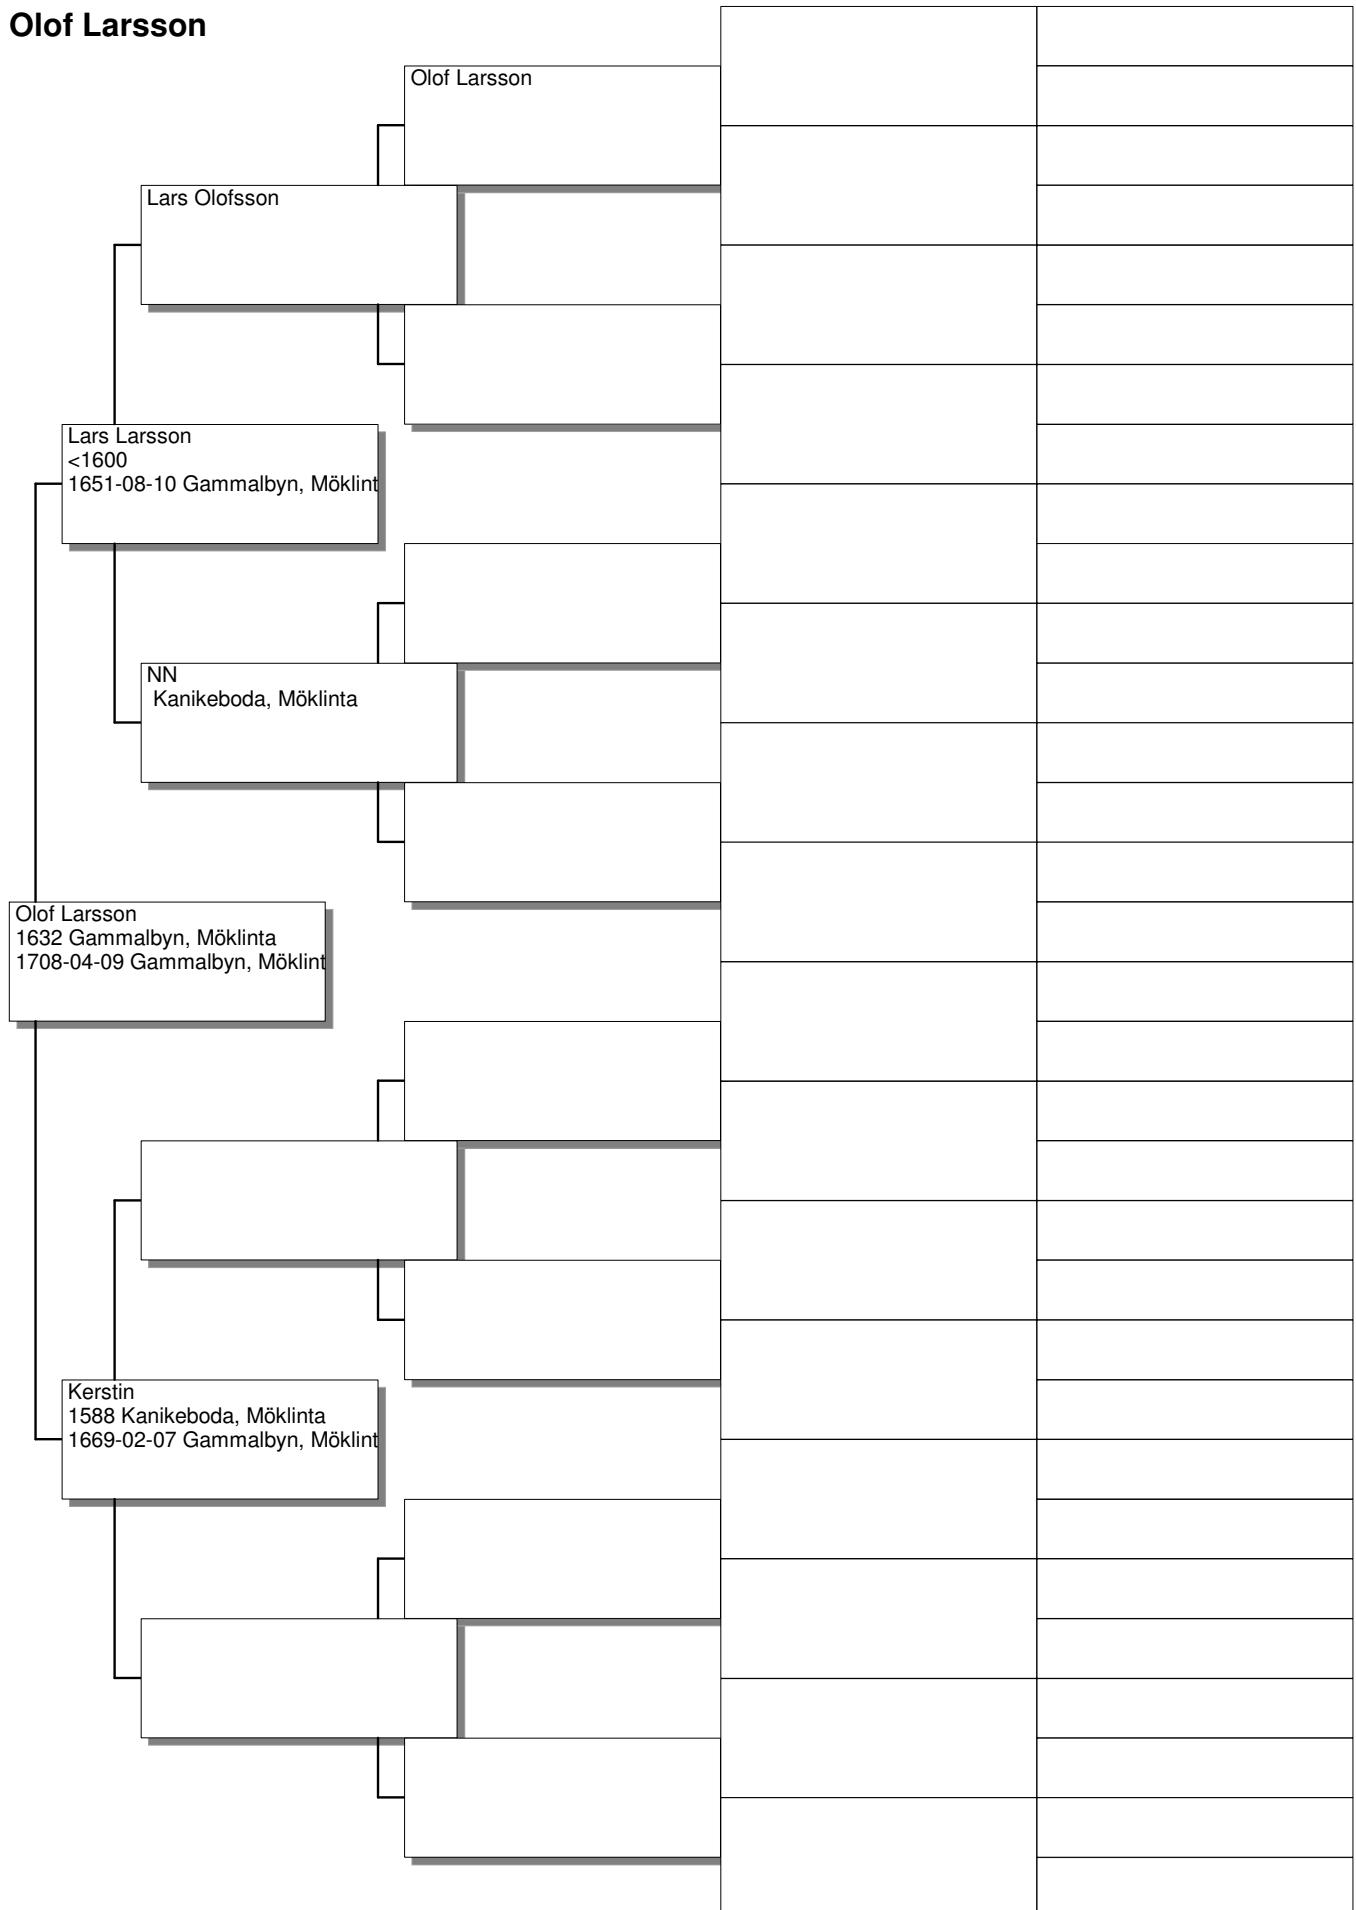 Olof Larsson
Olof Larsson
Lars Olofsson
Lars Larsson
<1600
1651-08-10 Gammalbyn, Möklint
NN
Kanikeboda, Möklinta
Olof Larsson
1632 Gammalbyn, Möklinta
1708-04-09 Gammalbyn, Möklint
Kerstin
1588 Kanikeboda, Möklinta
1669-02-07 Gammalbyn, Möklint